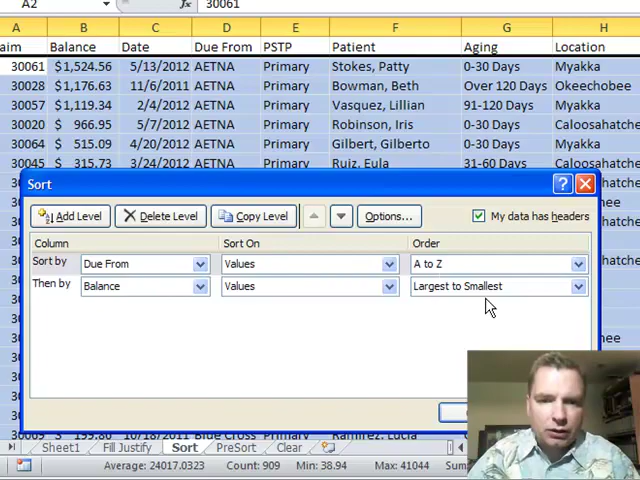 A2 fx 30061
A B C D E F G H
aim Balance Date Due From PSTP Patient Aging Location
30061 $1,524.56 5/13/2012 AETNA Primary Stokes, Patty 0-30 Days Myakka
30028 $1,176.63 11/6/2011 AETNA Primary Bowman, Beth Over 120 Days Okeechobee
30057 $1,119.34 2/4/2012 AETNA Primary Vasquez, Lillian 91-120 Days Myakka
30020 $ 966.95 5/7/2012 AETNA Primary Robinson, Iris 0-30 Days Caloosahatche
30064 $ 515.09 4/20/2012 AETNA Primary Gilbert, Gilberto 0-30 Days Myakka
30045 $ 315.73 3/24/2012 AETNA Primary Ruiz, Eula 31-60 Days Caloosahatche
Sort
Add Level Delete Level Copy Level Options... My data has headers
Column Sort On Order
Sort by Due From Values A to Z
Then by Balance Values Largest to Smallest
Sheet1 Fill Justify Sort PreSort Clear
Average: 24017.0323 Count: 909 Min: 38.94 Max: 41044